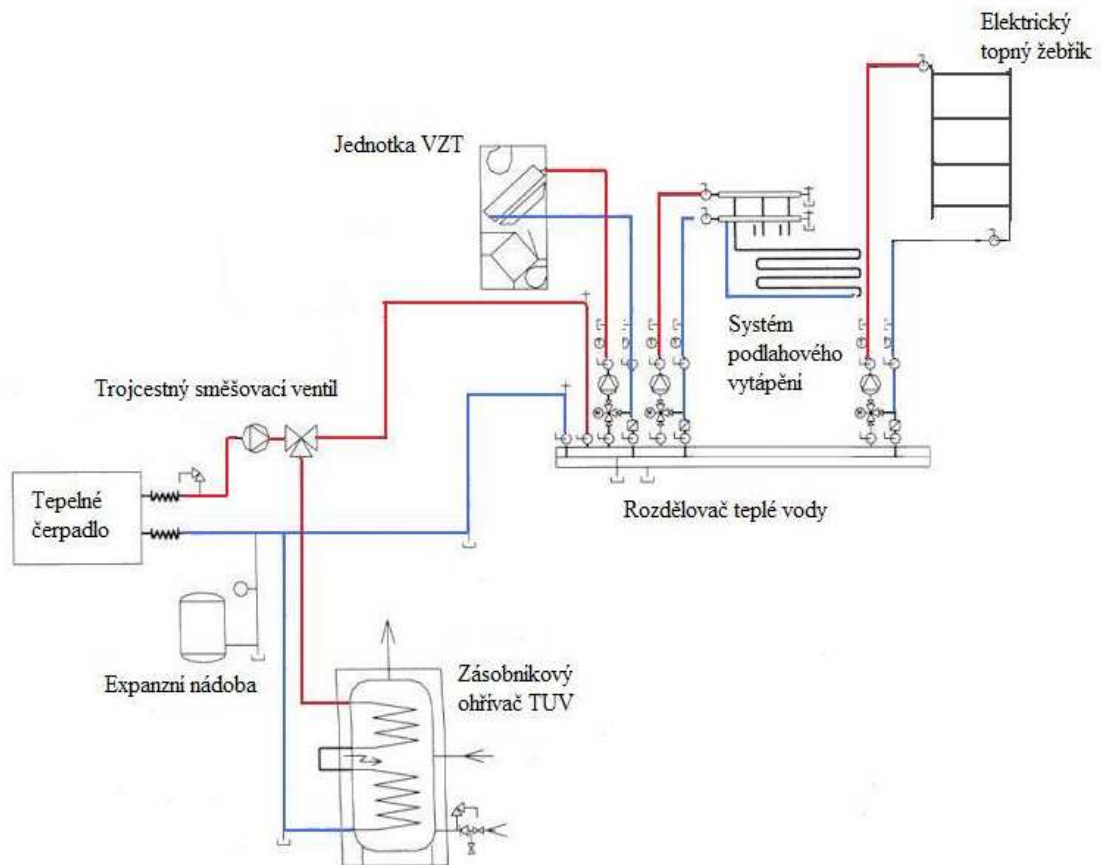 Elektrický
topný žebřík
Jednotka VZT
Systém
podlahového
vytápění
Trojcestný směšovací ventil
Tepelné
čerpadlo
Rozdělovač teplé vody
Expanzní nádoba
Zásobníkový
ohřívač TUV